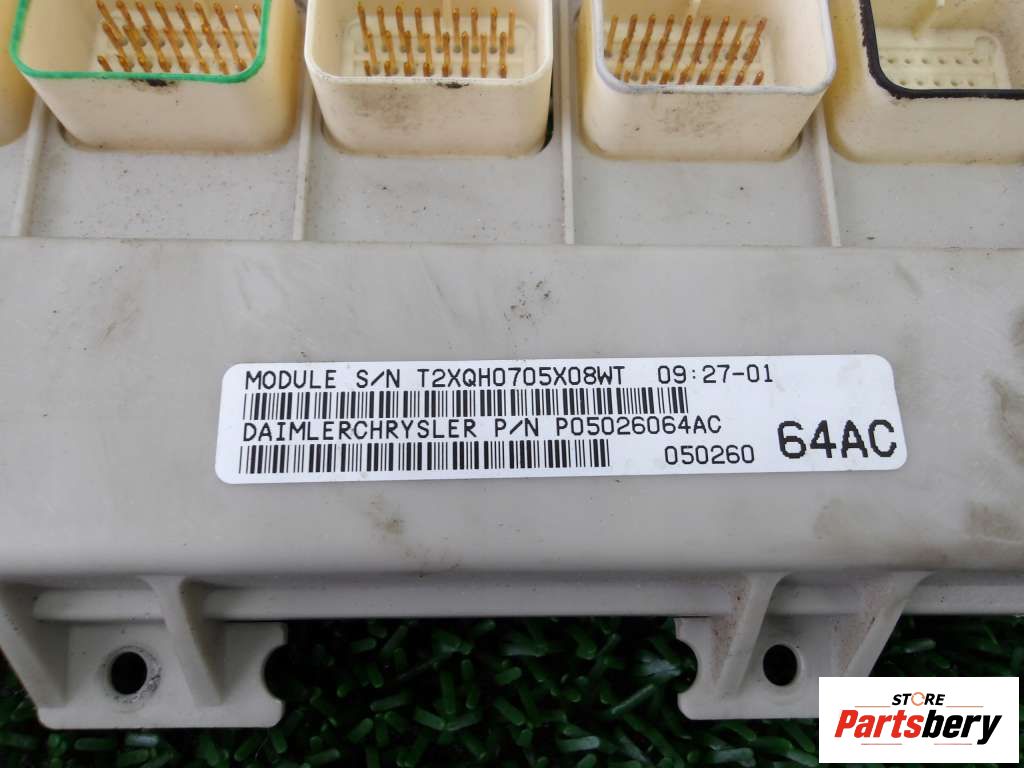 MODULE S/N T2XQH0705X08WT 09:27-01
DAIMLERCHRYSLER P/N P05026064AC
050260 64AC
STORE
Partsbery